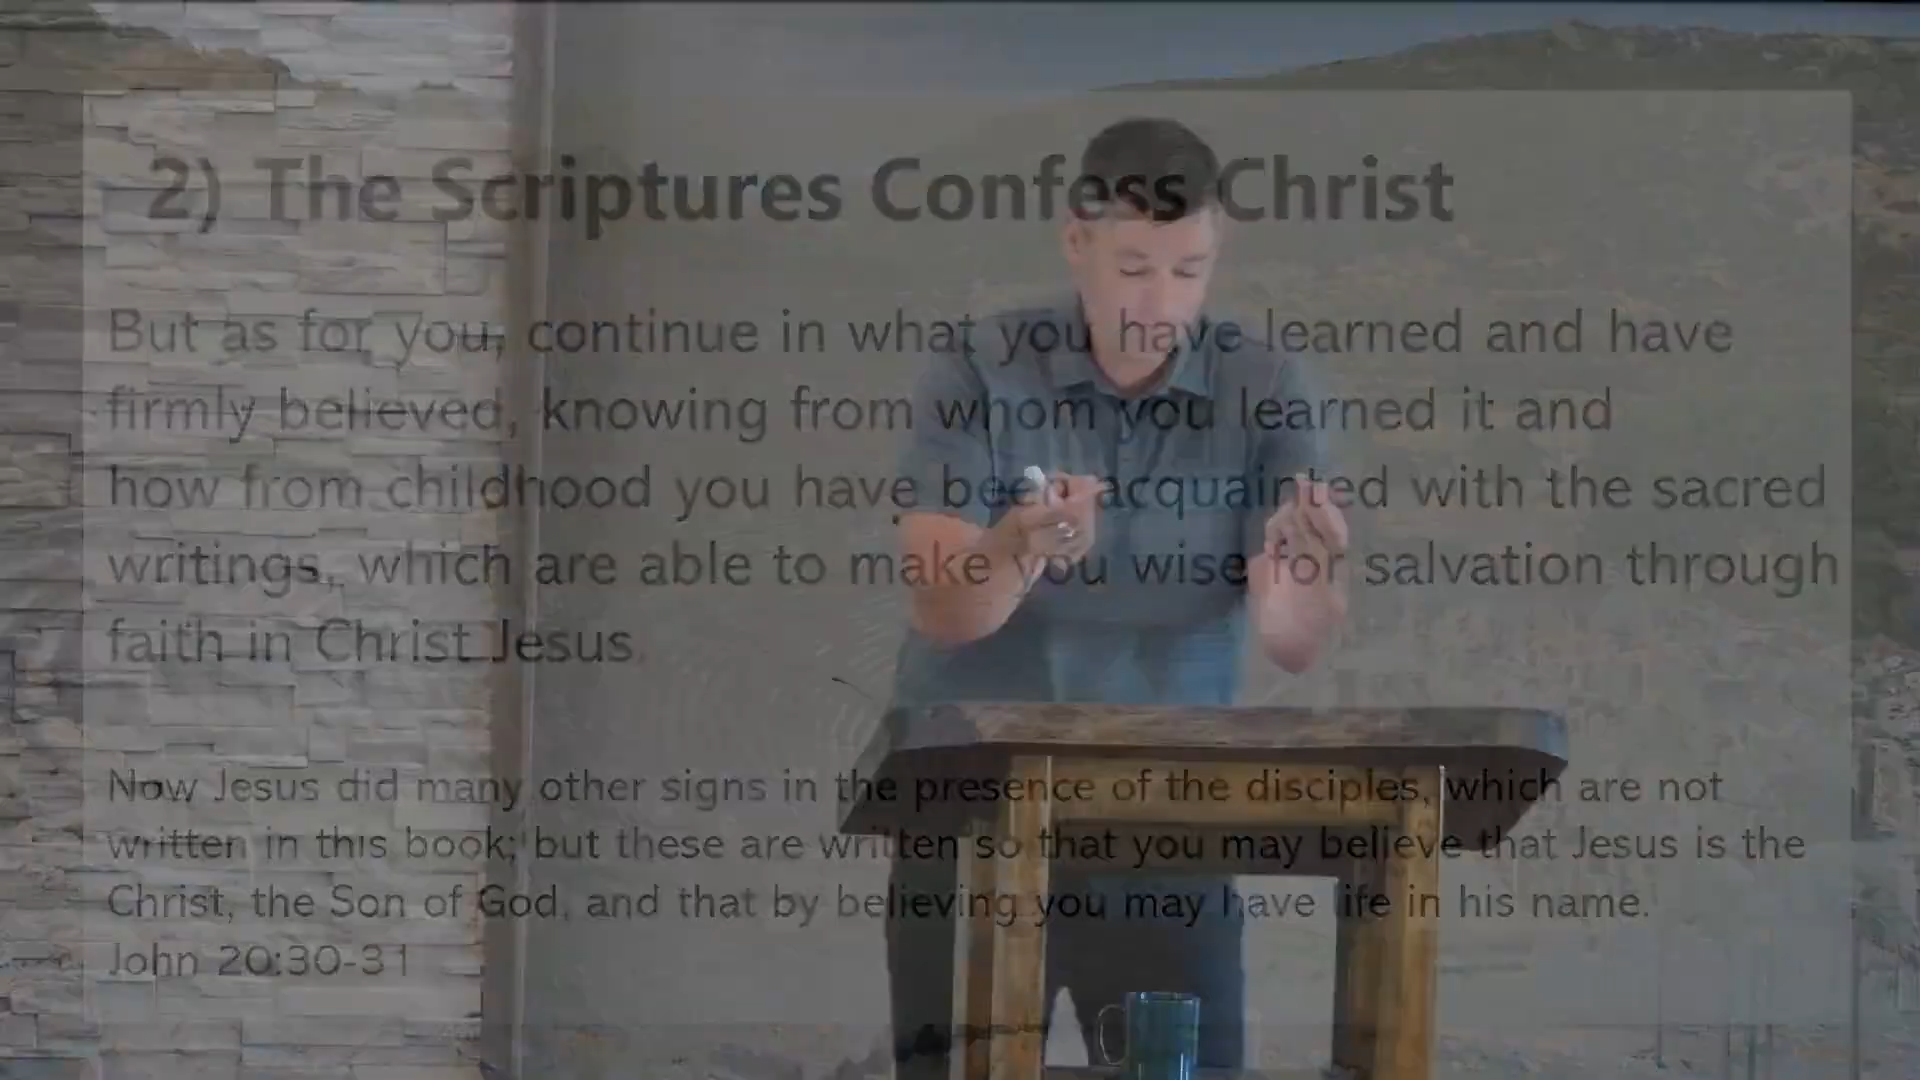 2) The Scriptures Confess Christ
But as for you, continue in what you have learned and have
firmly believed, knowing from whom you learned it and
how from childhood you have been acquainted with the sacred
writings, which are able to make you wise for salvation through
faith in Christ Jesus.
Now Jesus did many other signs in the presence of the disciples, which are not
written in this book; but these are written so that you may believe that Jesus is the
Christ, the Son of God, and that by believing you may have life in his name.
John 20:30-31